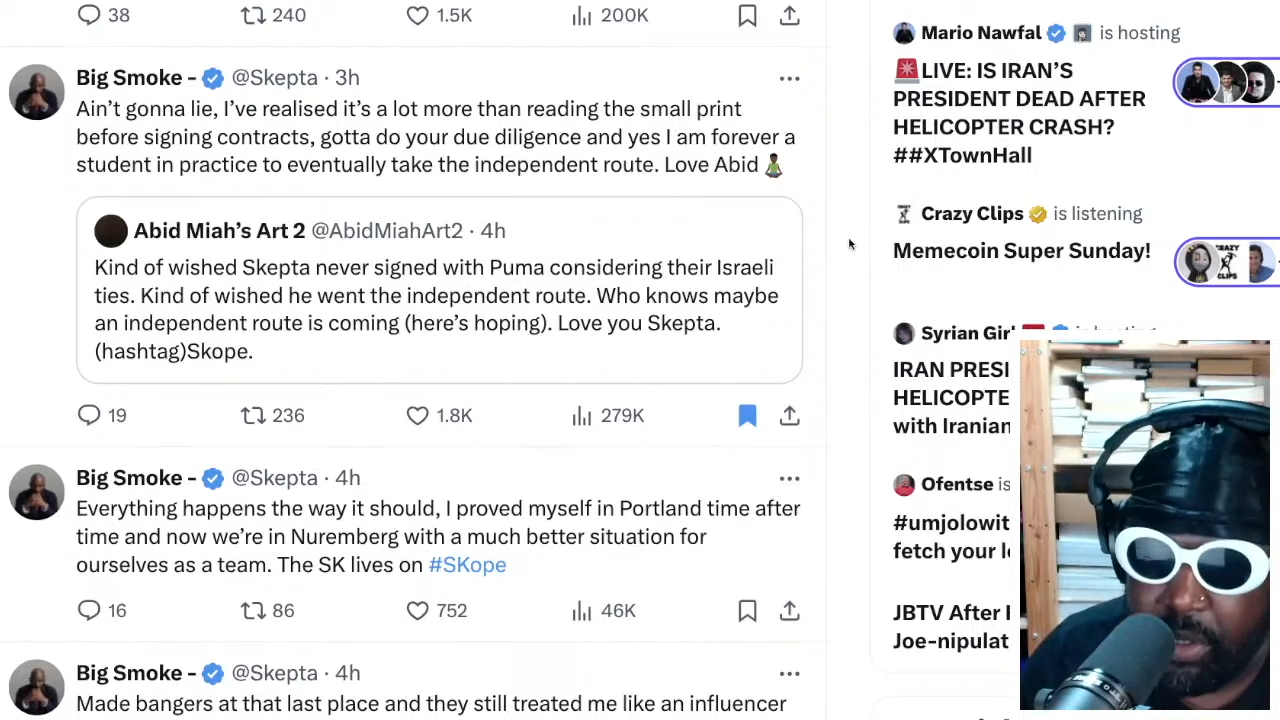 38 240 1.5K 200K
Big Smoke - @Skepta · 3h
Ain't gonna lie, I've realised it's a lot more than reading the small print
before signing contracts, gotta do your due diligence and yes I am forever a
student in practice to eventually take the independent route. Love Abid
Abid Miah's Art 2 @AbidMiahArt2 · 4h
Kind of wished Skepta never signed with Puma considering their Israeli
ties. Kind of wished he went the independent route. Who knows maybe
an independent route is coming (here's hoping). Love you Skepta.
(hashtag)Skope.
19 236 1.8K 279K
Big Smoke - @Skepta · 4h
Everything happens the way it should, I proved myself in Portland time after
time and now we're in Nuremberg with a much better situation for
ourselves as a team. The SK lives on #SKope
16 86 752 46K
Big Smoke - @Skepta · 4h
Made bangers at that last place and they still treated me like an influencer
Mario Nawfal is hosting
LIVE: IS IRAN'S
PRESIDENT DEAD AFTER
HELICOPTER CRASH?
##XTownHall
Crazy Clips is listening
Memecoin Super Sunday!
CRAZY
CLIPS
Syrian Girl is hosting
IRAN PRESI
HELICOPTE
with Iranian
Ofentse is
#umjolowit
fetch your l
JBTV After
Joe-nipulat